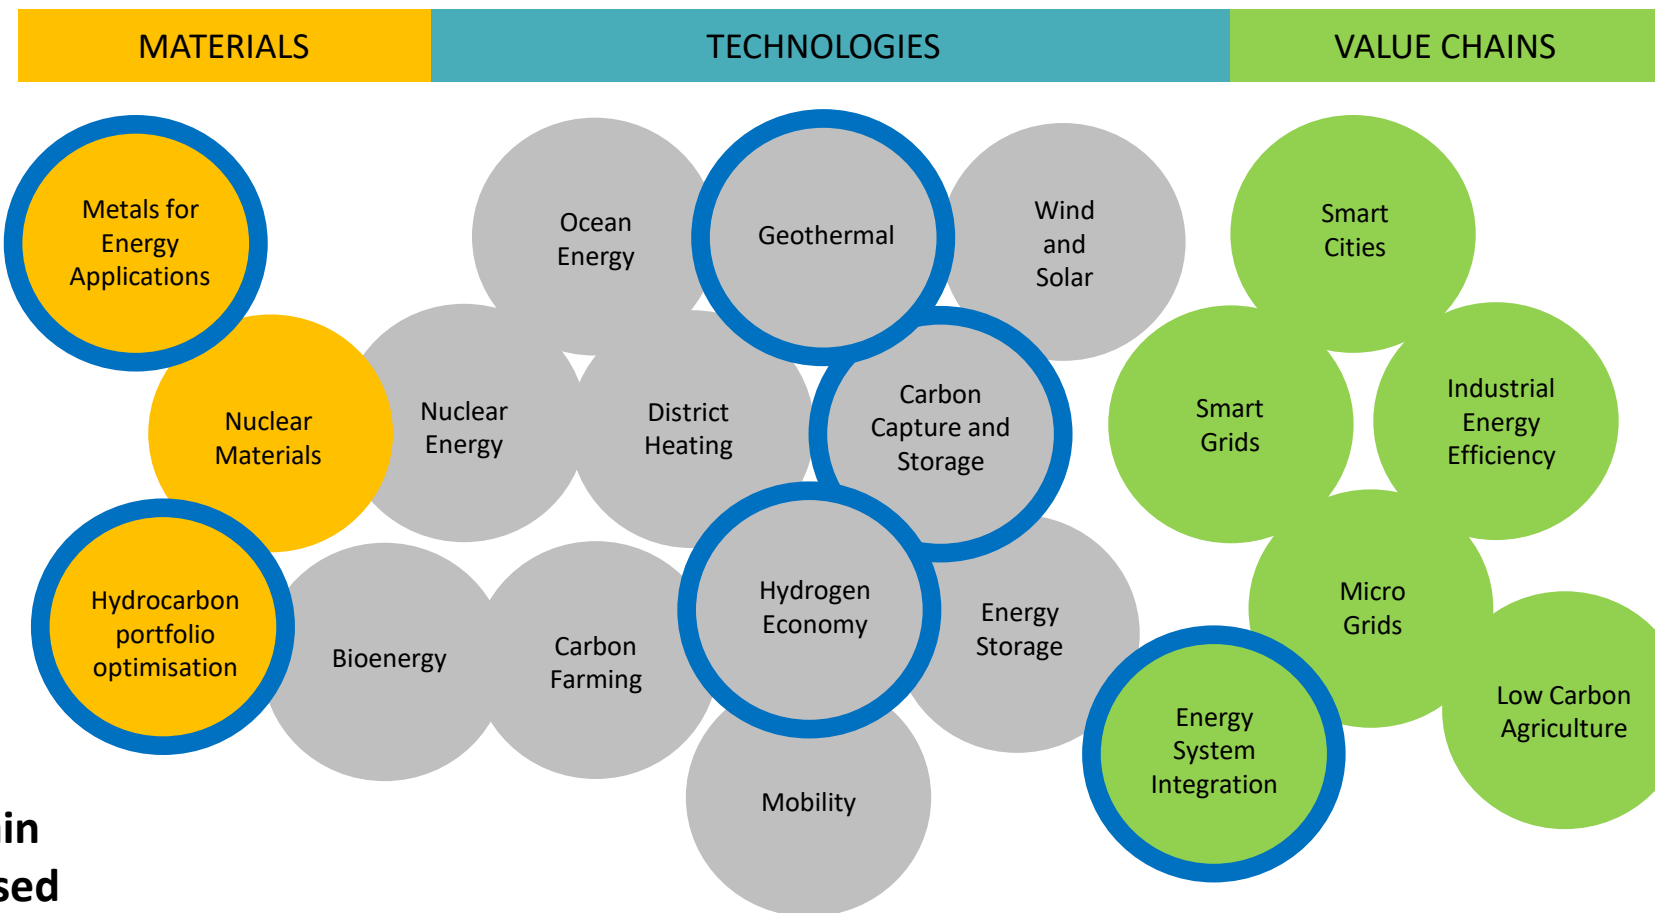 MATERIALS
TECHNOLOGIES
VALUE CHAINS
Metals for
Energy
Applications
Nuclear
Materials
Hydrocarbon
portfolio
optimisation
Ocean
Energy
Geothermal
Wind
and
Solar
Nuclear
Energy
District
Heating
Carbon
Capture and
Storage
Bioenergy
Carbon
Farming
Hydrogen
Economy
Energy
Storage
Mobility
Smart
Cities
Smart
Grids
Industrial
Energy
Efficiency
Micro
Grids
Energy
System
Integration
Low Carbon
Agriculture